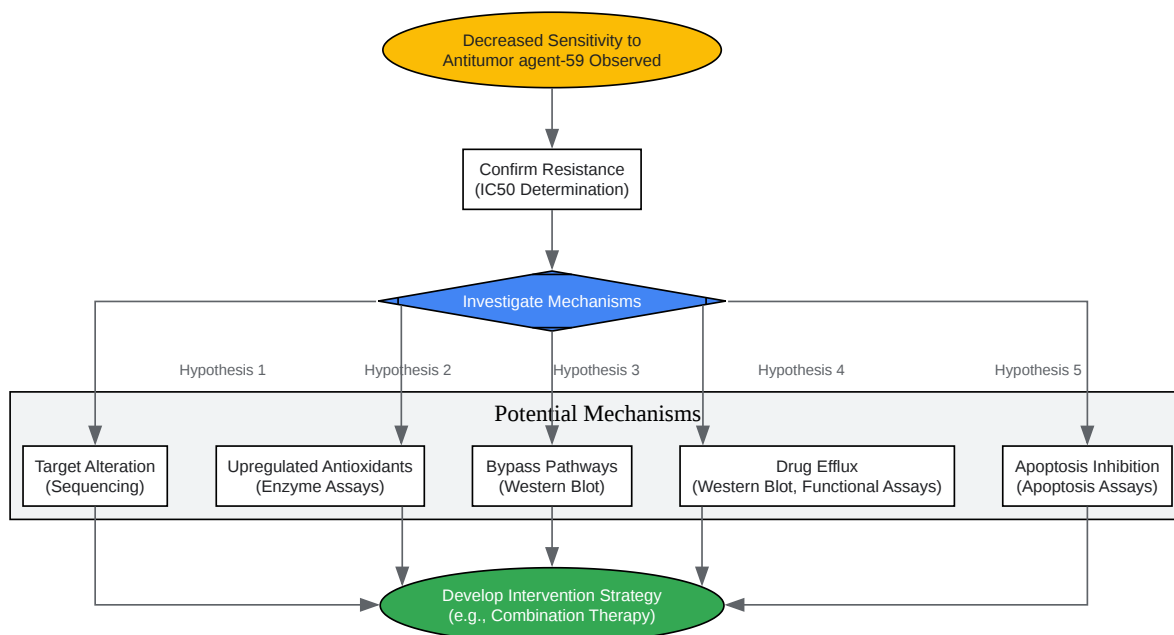 Decreased Sensitivity to
Antitumor agent-59 Observed
Confirm Resistance
(IC50 Determination)
Investigate Mechanisms
Hypothesis 1
Hypothesis 2
Hypothesis 3
Hypothesis 4
Hypothesis 5
Potential Mechanisms
Target Alteration
(Sequencing)
Upregulated Antioxidants
(Enzyme Assays)
Bypass Pathways
(Western Blot)
Drug Efflux
(Western Blot, Functional Assays)
Apoptosis Inhibition
(Apoptosis Assays)
Develop Intervention Strategy
(e.g., Combination Therapy)